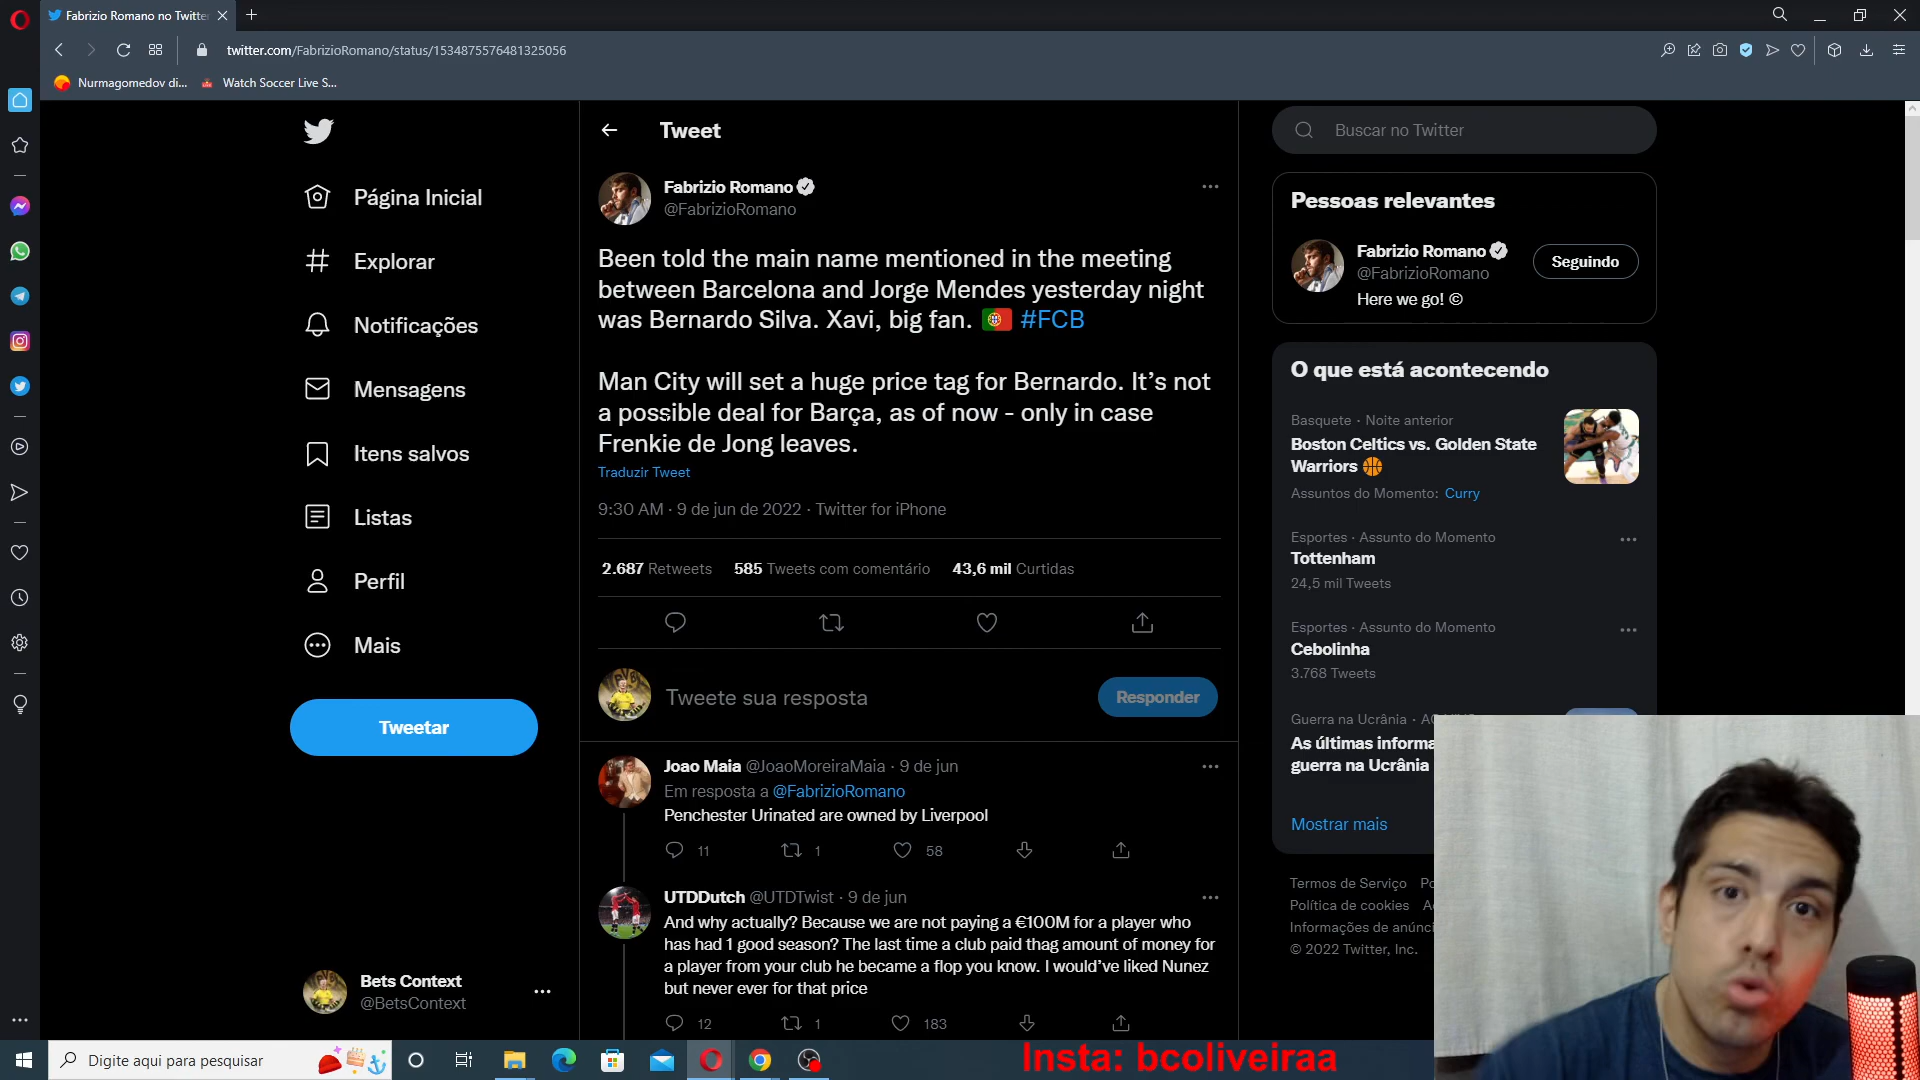 Fabrizio Romano no Twitte
twitter.com/FabrizioRomano/status/1534875576481325056
Nurmagomedov di...
Watch Soccer Live S...
Página Inicial
Explorar
Notificações
Mensagens
Itens salvos
Listas
Perfil
Mais
Tweetar
Bets Context
@BetsContext
Tweet
Fabrizio Romano
@FabrizioRomano
Been told the main name mentioned in the meeting
between Barcelona and Jorge Mendes yesterday night
was Bernardo Silva. Xavi, big fan. 🇵🇹 #FCB
Man City will set a huge price tag for Bernardo. It's not
a possible deal for Barça, as of now - only in case
Frenkie de Jong leaves.
Traduzir Tweet
9:30 AM · 9 de jun de 2022 · Twitter for iPhone
2.687 Retweets 585 Tweets com comentário 43,6 mil Curtidas
Tweete sua resposta
Responder
Joao Maia @JoaoMoreiraMaia · 9 de jun
Em resposta a @FabrizioRomano
Penchester Urinated are owned by Liverpool
11 1 58
UTDDutch @UTDTwist · 9 de jun
And why actually? Because we are not paying a €100M for a player who
has had 1 good season? The last time a club paid thag amount of money for
a player from your club he became a flop you know. I would've liked Nunez
but never ever for that price
12 1 183
Buscar no Twitter
Pessoas relevantes
Fabrizio Romano
@FabrizioRomano
Seguindo
Here we go! ©
O que está acontecendo
Basquete · Noite anterior
Boston Celtics vs. Golden State
Warriors 🏀
Assuntos do Momento: Curry
Esportes · Assunto do Momento
Tottenham
24,5 mil Tweets
Esportes · Assunto do Momento
Cebolinha
3.768 Tweets
Guerra na Ucrânia ·
As últimas informa
guerra na Ucrânia
Mostrar mais
Termos de Serviço
Política de cookies
Informações de anúnci
© 2022 Twitter, Inc.
Digite aqui para pesquisar
Insta: bcoliveiraa